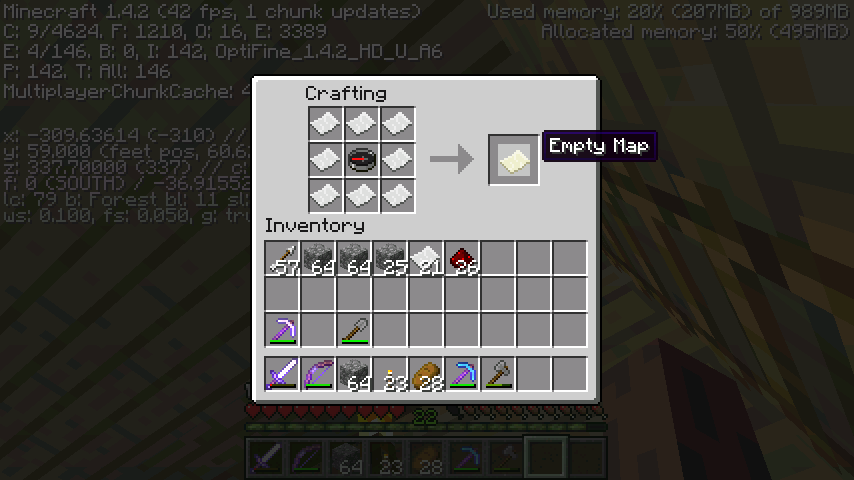 Minecraft 1.4.2 (42 fps, 1 chunk updates)
Used memory: 20% (207MB) of 989MB
C: 9/4624, F: 1210, O: 16, E: 3389
Allocated memory: 50% (495MB)
E: 4/146, B: 0, I: 142, OptiFine_1.4.2_HD_U_A6
P: 142. T: All: 146
MultiplayerChunkCache: 4
Crafting
x: -309.63614 (-310) //
Empty Map
y: 59.000 (feet pos, 60.6
z: 337.70000 (337) // c:
f: 0 (SOUTH) / -36.91552
lc: 79 b: Forest bl: 11 sl:
ws: 0.100, fs: 0.050, g: tru
Inventory
57 64 64 25 21 26
64 23 28
28
64 23 28